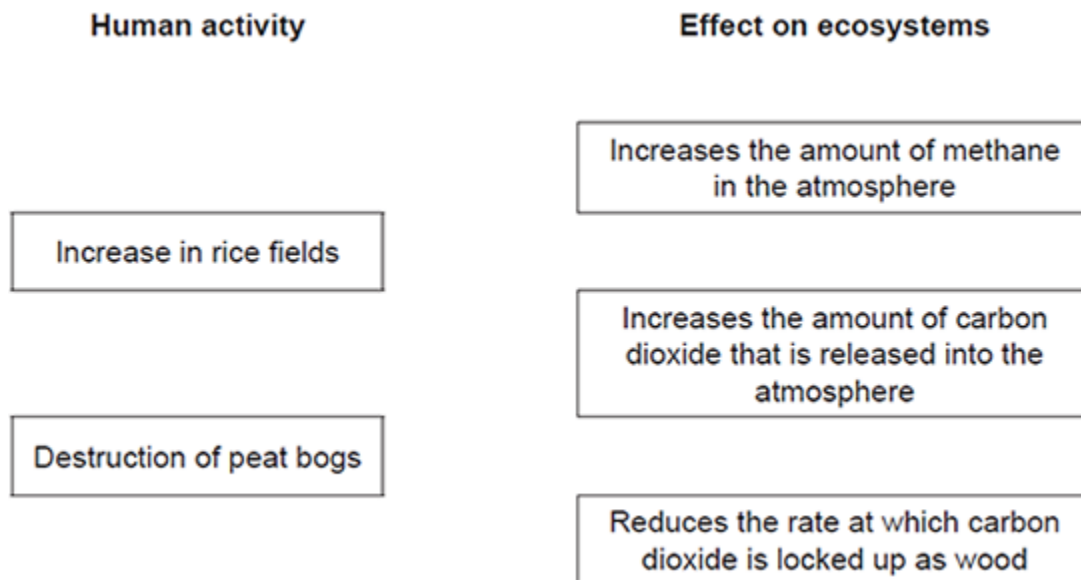 Human activity
Effect on ecosystems
Increases the amount of methane
in the atmosphere
Increase in rice fields
Increases the amount of carbon
dioxide that is released into the
atmosphere
Destruction of peat bogs
Reduces the rate at which carbon
dioxide is locked up as wood